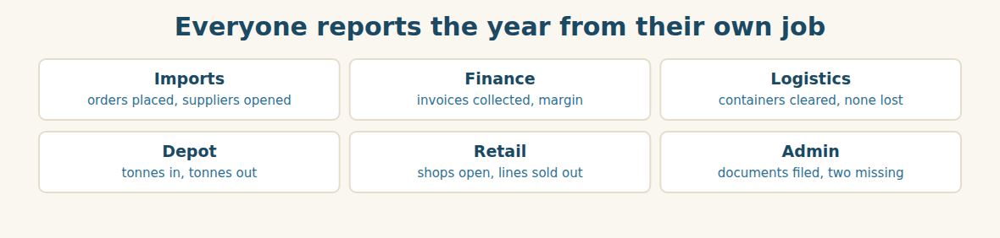 Everyone reports the year from their own job
Imports
orders placed, suppliers opened
Finance
invoices collected, margin
Logistics
containers cleared, none lost
Depot
tonnes in, tonnes out
Retail
shops open, lines sold out
Admin
documents filed, two missing